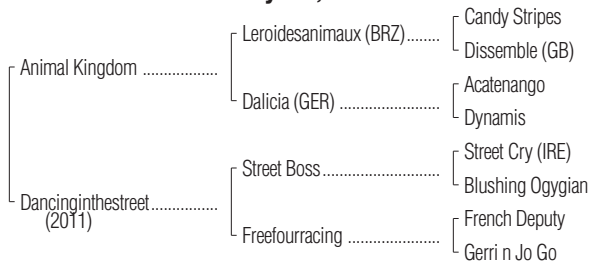 Candy Stripes
Leroidesanimaux (BRZ)........
Dissemble (GB)
Animal Kingdom ..................
Acatenango
Dalicia (GER) ........................
Dynamis
Street Cry (IRE)
Street Boss............................
Blushing Ogygian
Dancinginthestreet................
(2011)
French Deputy
Freefourracing ......................
Gerri n Jo Go